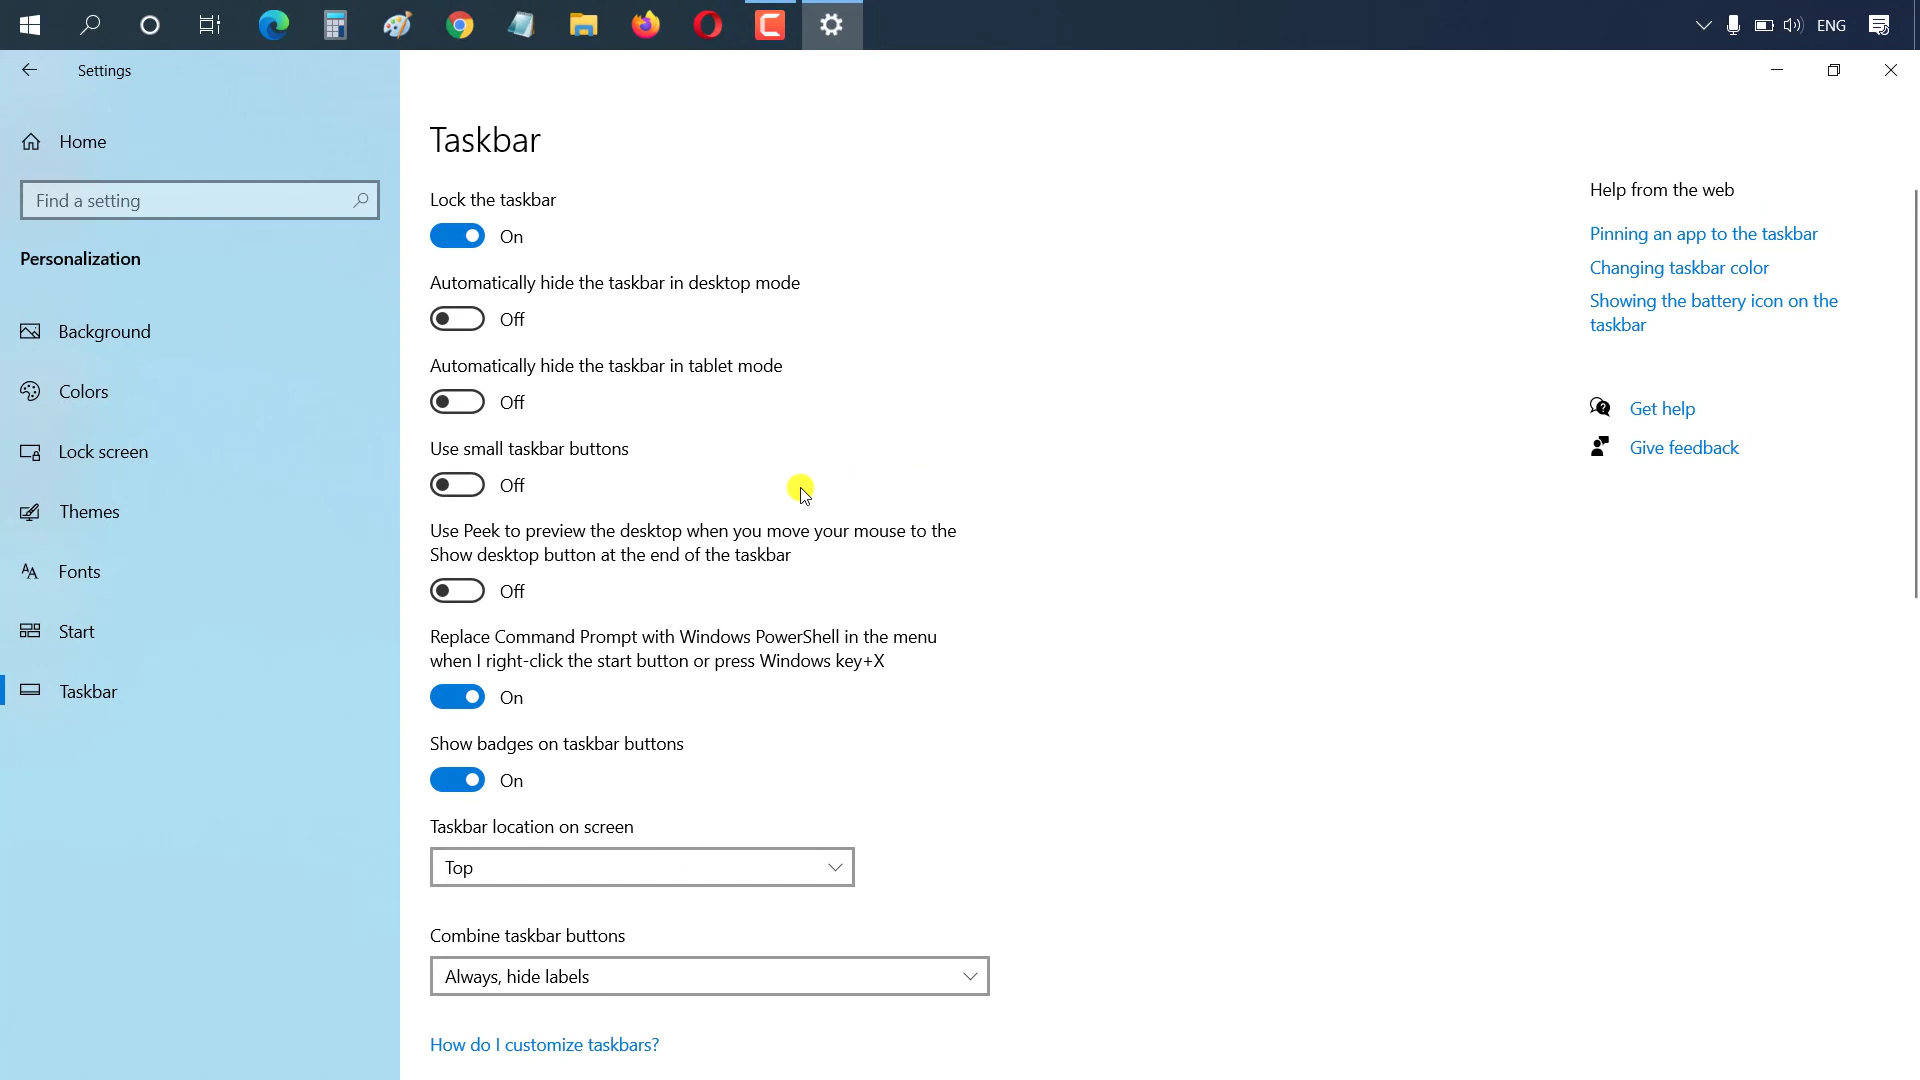 ENG
Settings
Home
Find a setting
Personalization
Background
Colors
Lock screen
Themes
Fonts
Start
Taskbar
Taskbar
Lock the taskbar
On
Automatically hide the taskbar in desktop mode
Off
Automatically hide the taskbar in tablet mode
Off
Use small taskbar buttons
Off
Use Peek to preview the desktop when you move your mouse to the
Show desktop button at the end of the taskbar
Off
Replace Command Prompt with Windows PowerShell in the menu
when I right-click the start button or press Windows key+X
On
Show badges on taskbar buttons
On
Taskbar location on screen
Top
Combine taskbar buttons
Always, hide labels
How do I customize taskbars?
Help from the web
Pinning an app to the taskbar
Changing taskbar color
Showing the battery icon on the
taskbar
Get help
Give feedback